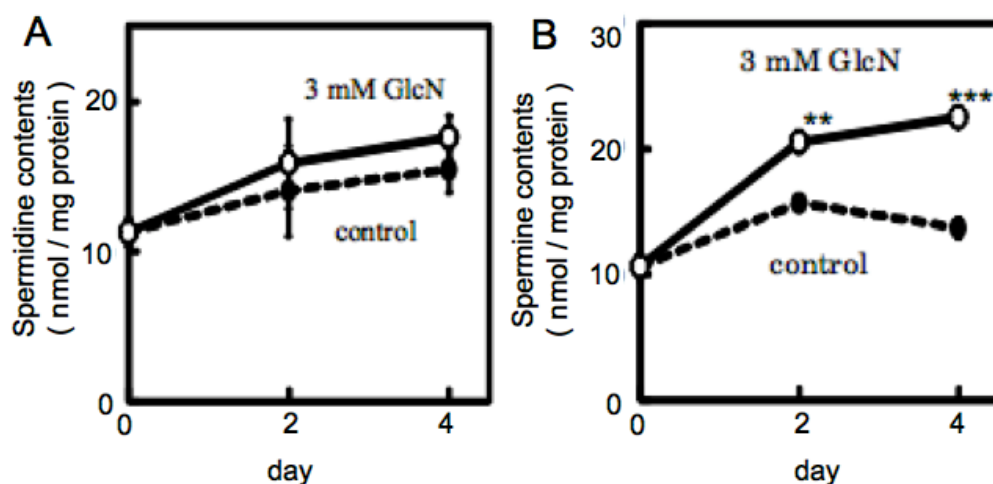 A
Spermidine contents
( nmol / mg protein )
20
10
0
3 mM GlcN
control
0 2 4
day
B
Spermine contents
( nmol / mg protein )
30
20
10
0
3 mM GlcN
**
***
control
0 2 4
day